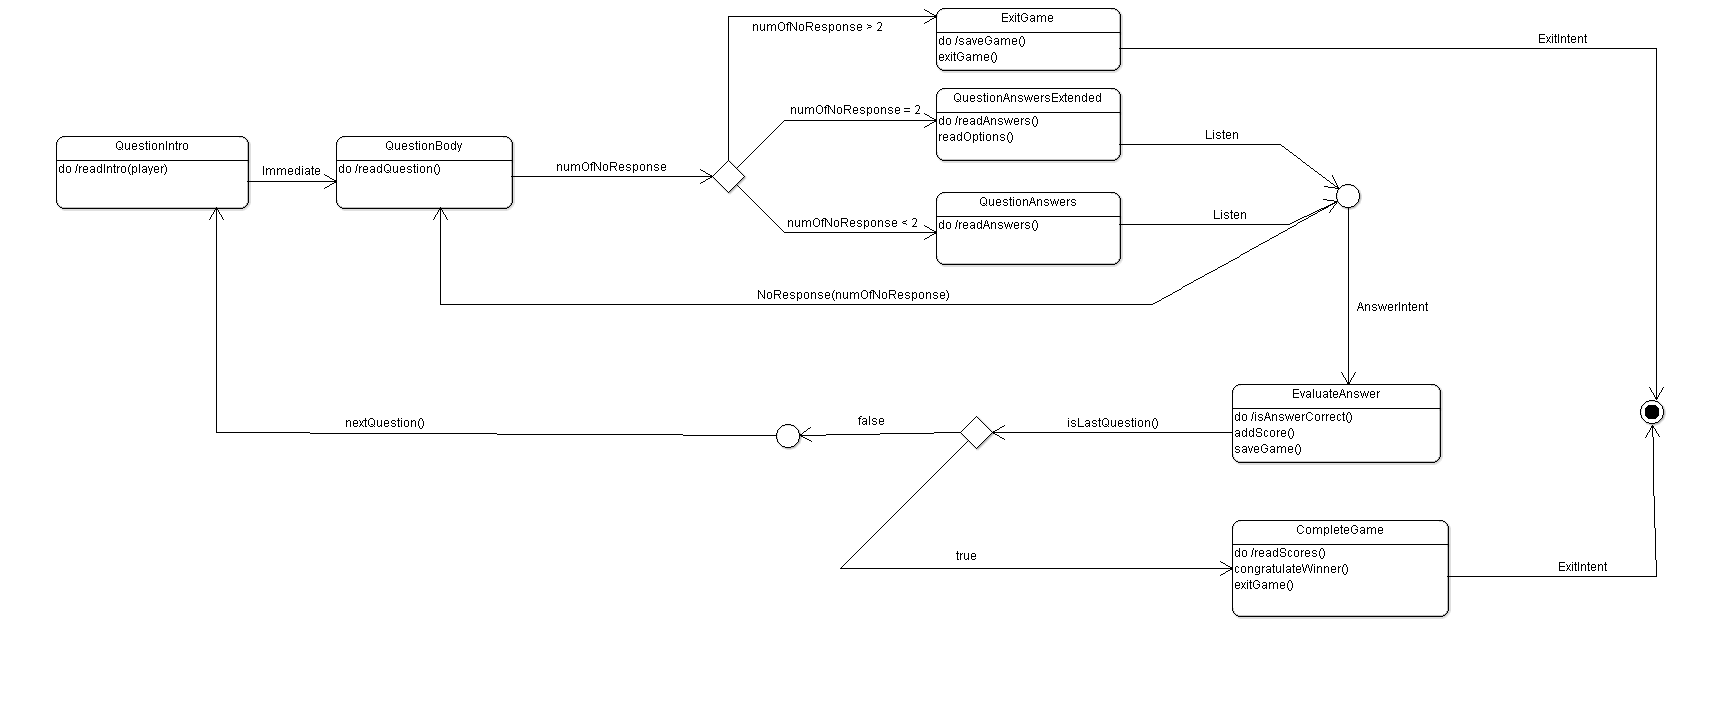 ExitGame
do /saveGame()
exitGame()
numOfNoResponse > 2
ExitIntent
QuestionAnswersExtended
do /readAnswers()
readOptions()
numOfNoResponse = 2
Listen
QuestionIntro
do /readIntro(player)
Immediate
QuestionBody
do /readQuestion()
numOfNoResponse
QuestionAnswers
do /readAnswers()
numOfNoResponse < 2
Listen
NoResponse(numOfNoResponse)
AnswerIntent
EvaluateAnswer
do /isAnswerCorrect()
addScore()
saveGame()
isLastQuestion()
false
nextQuestion()
true
CompleteGame
do /readScores()
congratulateWinner()
exitGame()
ExitIntent